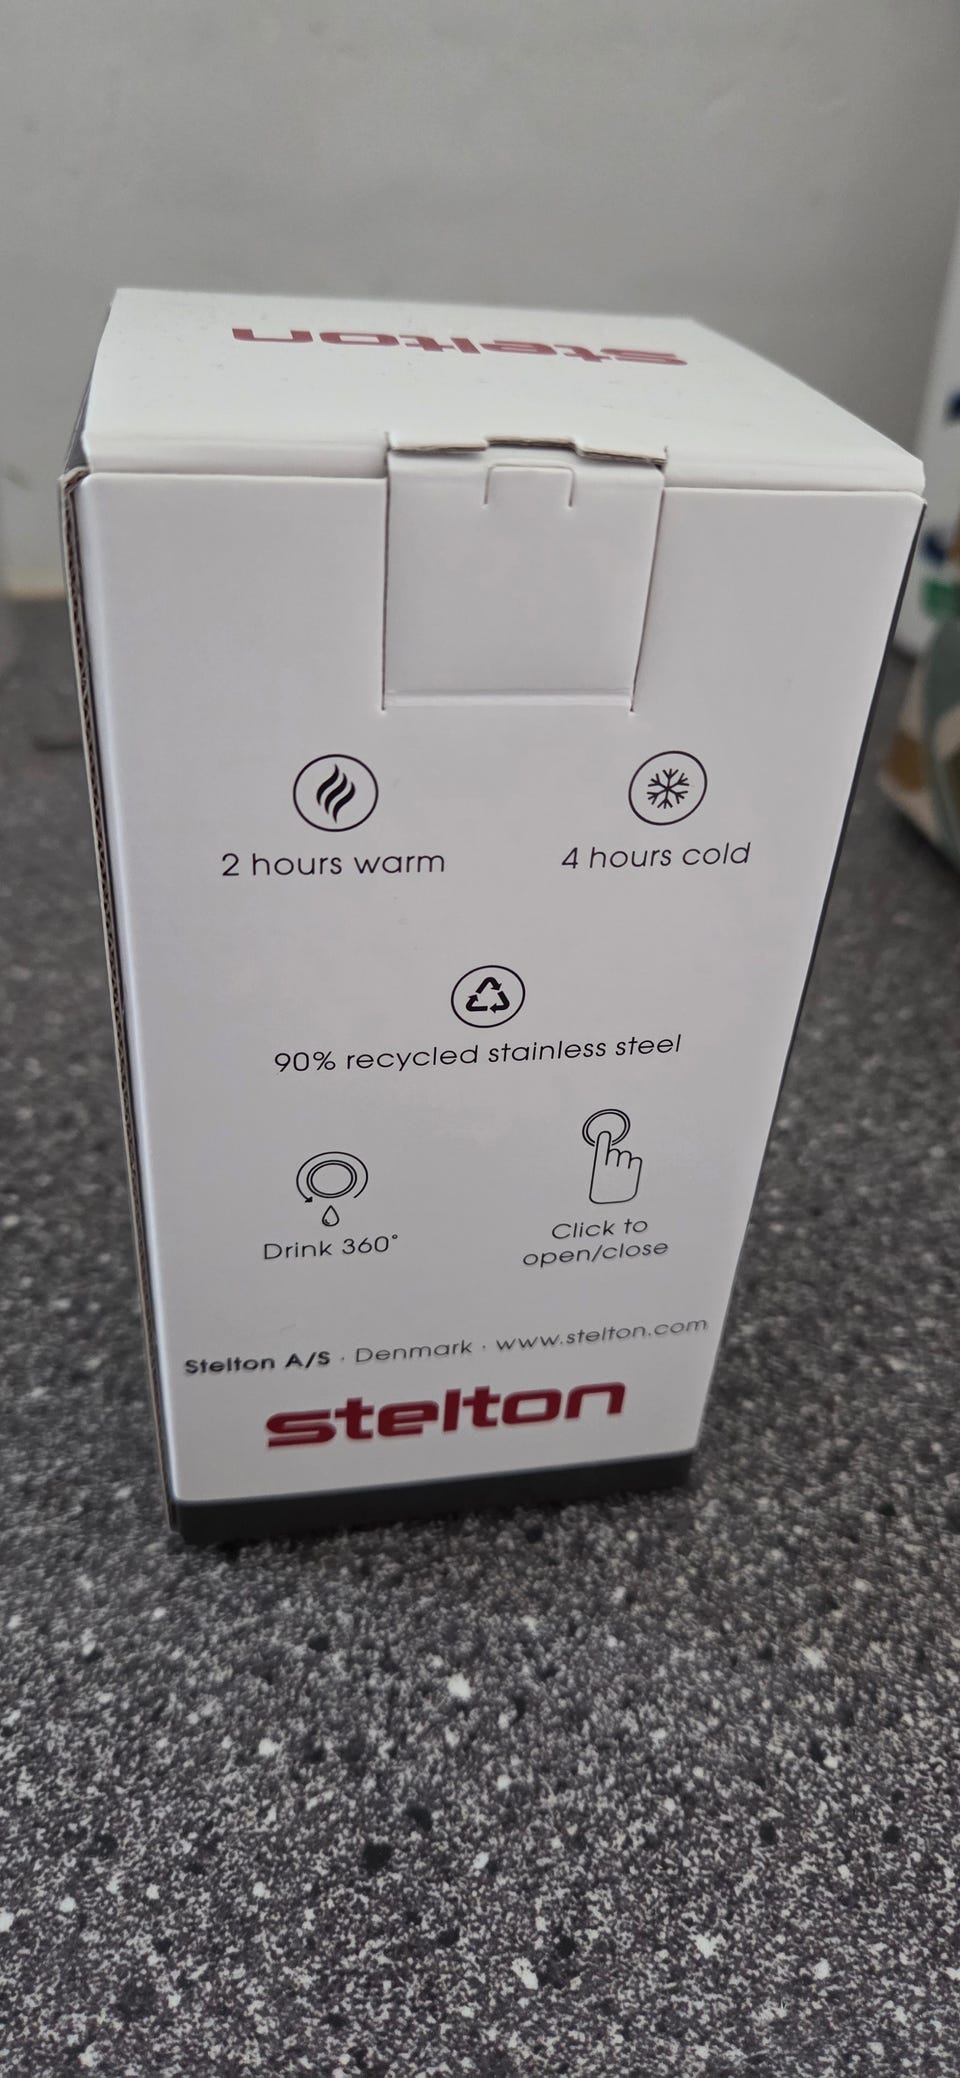 stelton
2 hours warm
4 hours cold
90% recycled stainless steel
Drink 360°
Click to
open/close
Stelton A/S · Denmark · www.stelton.com
stelton